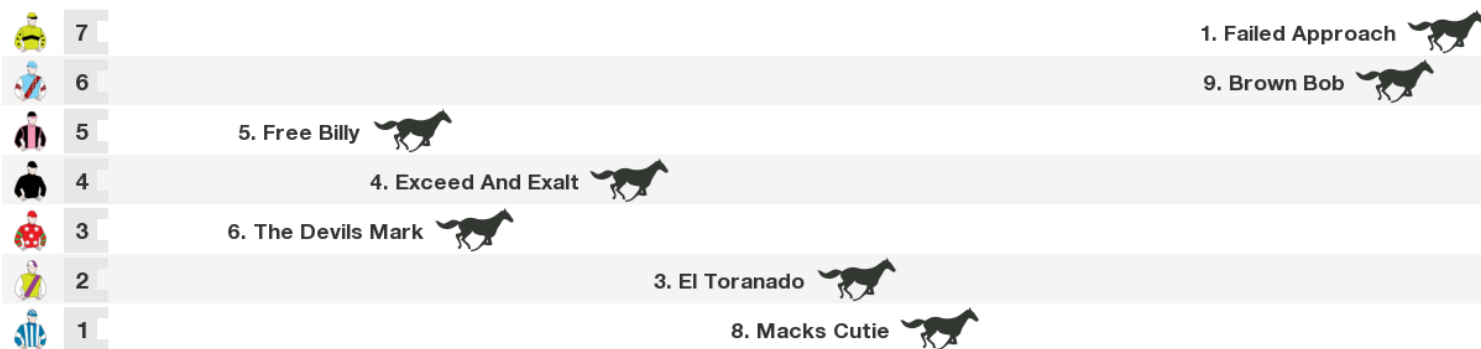 7 1. Failed Approach
6 9. Brown Bob
5 5. Free Billy
4 4. Exceed And Exalt
3 6. The Devils Mark
2 3. El Toranado
1 8. Macks Cutie